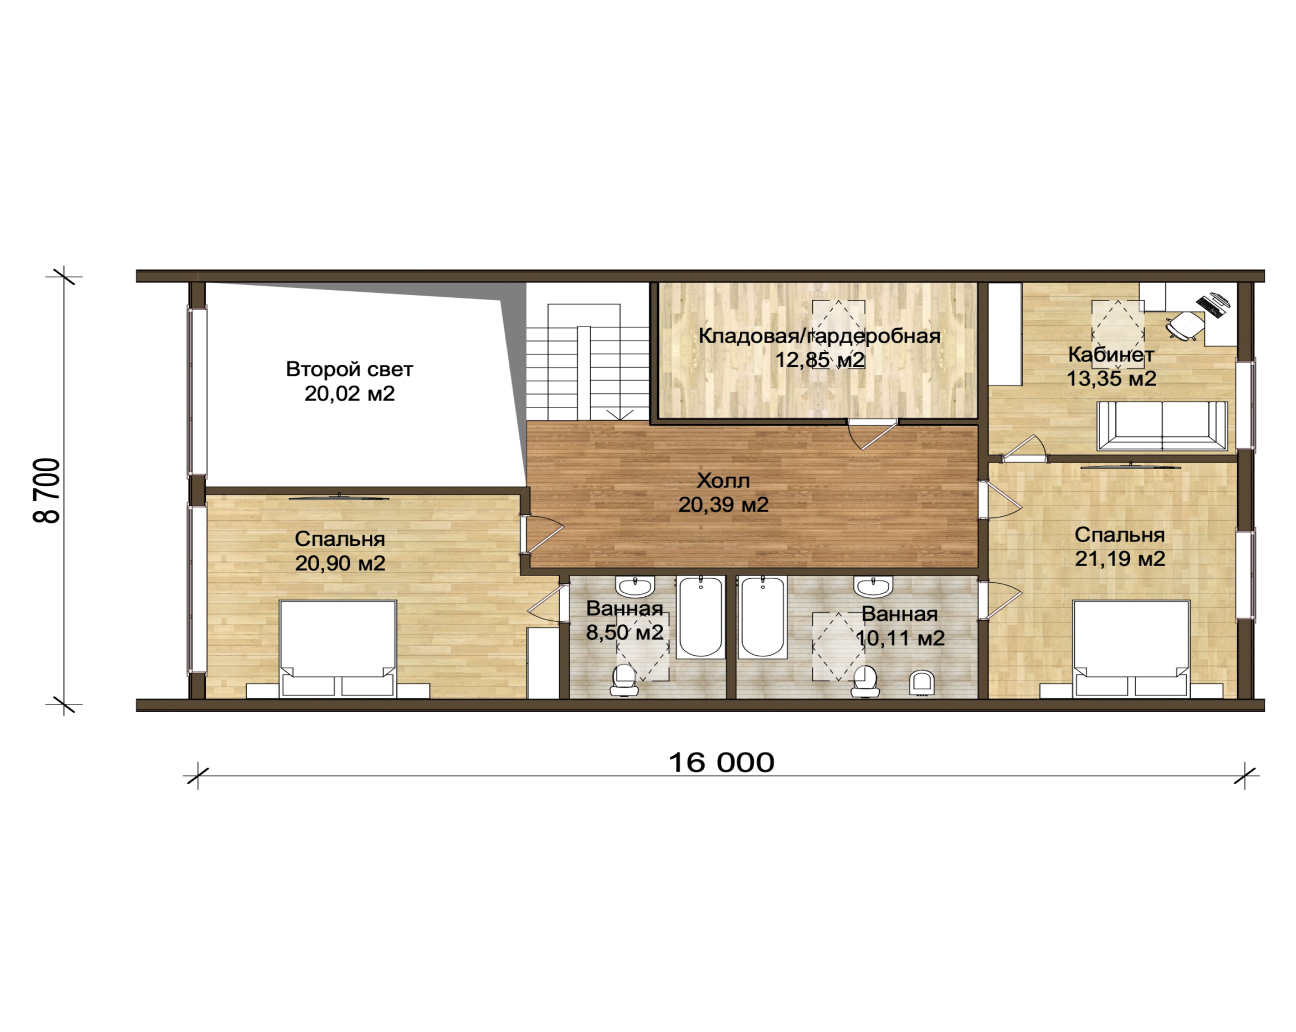 Второй свет
20,02 м2
Кладовая/гардеробная
12,85 м2
Кабинет
13,35 м2
Холл
20,39 м2
Спальня
20,90 м2
Спальня
21,19 м2
Ванная
8,50 м2
Ванная
10,11 м2
8 700
16 000